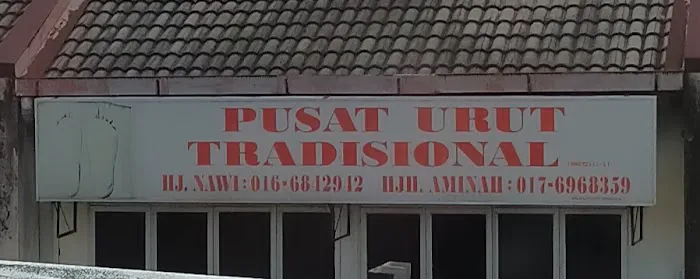 PUSAT URUT
TRADISIONAL
HJ. NAWI : 016-6842942 HJH. AMINAH : 017-6968359